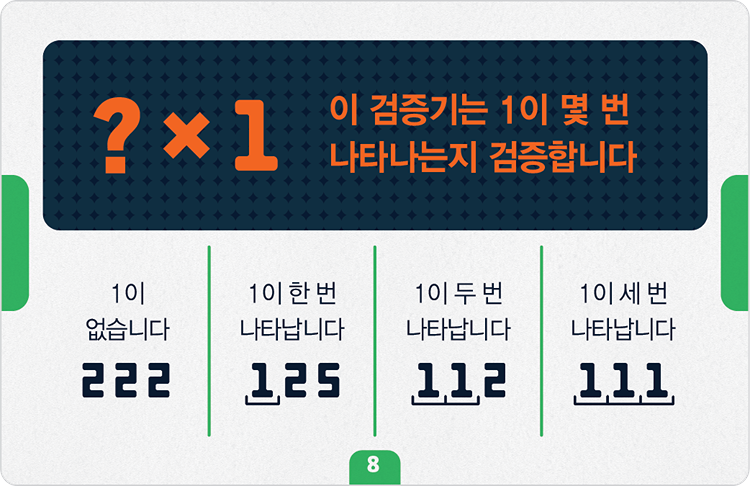 ? × 1
이 검증기는 1이 몇 번
나타나는지 검증합니다
1이
없습니다
222
1이 한 번
나타납니다
125
1이 두 번
나타납니다
112
1이 세 번
나타납니다
111
8